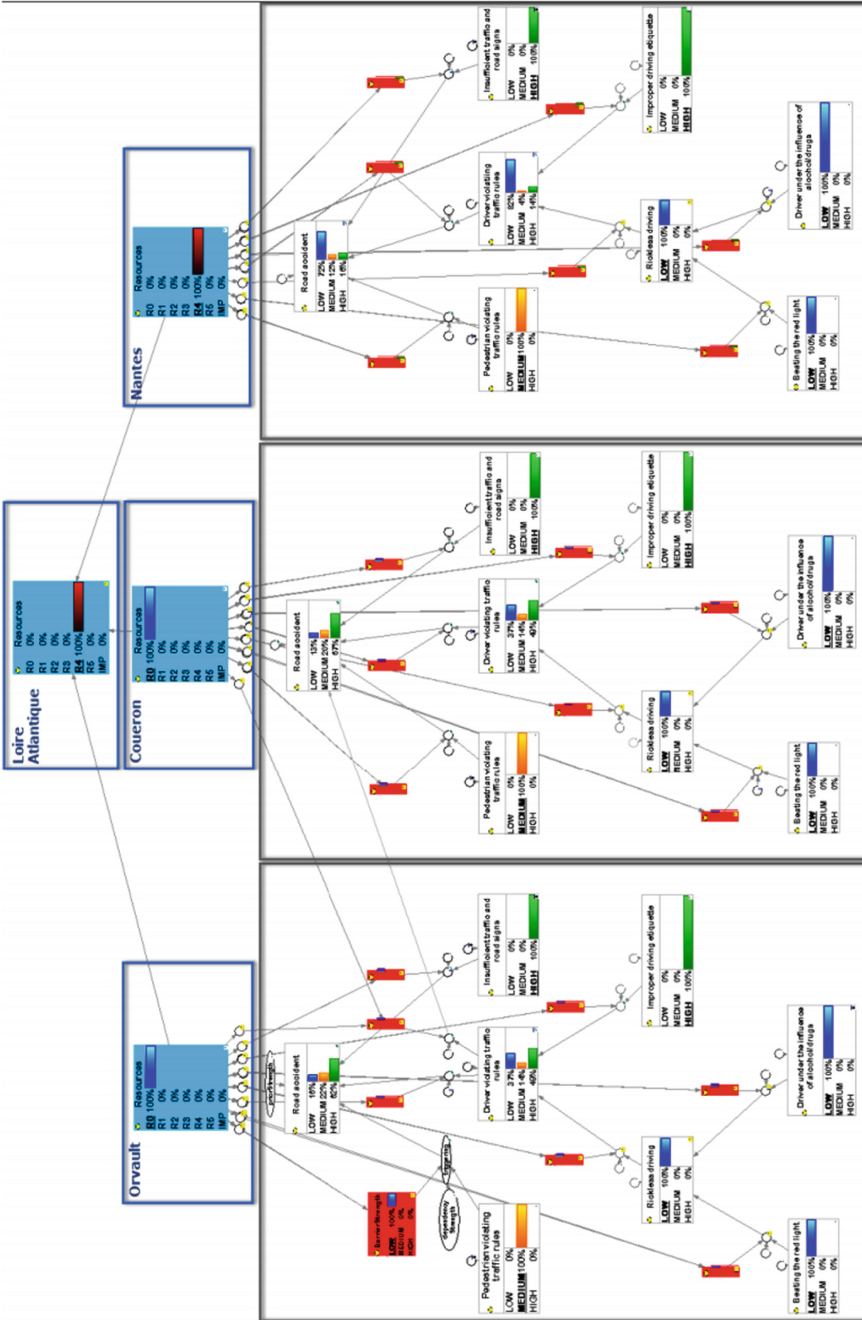 Loire
Atlantique
Resources
R0 0%
R1 0%
R2 0%
R3 0%
R4 100%
R5 0%
IMP 0%
Orvault
Resources
R0 100%
R1 0%
R2 0%
R3 0%
R4 0%
R5 0%
IMP 0%
Coueron
Resources
R0 100%
R1 0%
R2 0%
R3 0%
R4 0%
R5 0%
IMP 0%
Nantes
Resources
R0 0%
R1 0%
R2 0%
R3 0%
R4 100%
R5 0%
IMP 0%
priorStrength
Road accident
LOW 16%
MEDIUM 22%
HIGH 62%
Barrier Strength
LOW 100%
MEDIUM 0%
HIGH 0%
triggering
dependency
Strength
Pedestrian violating
traffic rules
LOW 0%
MEDIUM 100%
HIGH 0%
Driver violating traffic
rules
LOW 37%
MEDIUM 14%
HIGH 49%
Insufficient traffic and
road signs
LOW 0%
MEDIUM 0%
HIGH 100%
Rickless driving
LOW 100%
MEDIUM 0%
HIGH 0%
Improper driving etiquette
LOW 0%
MEDIUM 0%
HIGH 100%
Beating the red light
LOW 100%
MEDIUM 0%
HIGH 0%
Driver under the influence
of alcohol/drugs
LOW 100%
MEDIUM 0%
HIGH 0%
Road accident
LOW 13%
MEDIUM 20%
HIGH 67%
Pedestrian violating
traffic rules
LOW 0%
MEDIUM 100%
HIGH 0%
Driver violating traffic rules
LOW 37%
MEDIUM 14%
HIGH 49%
Insufficient traffic and
road signs
LOW 0%
MEDIUM 0%
HIGH 100%
Rickless driving
LOW 100%
MEDIUM 0%
HIGH 0%
Improper driving etiquette
LOW 0%
MEDIUM 0%
HIGH 100%
Beating the red light
LOW 100%
MEDIUM 0%
HIGH 0%
Driver under the influence
of alcohol/drugs
LOW 100%
MEDIUM 0%
HIGH 0%
Road accident
LOW 72%
MEDIUM 12%
HIGH 16%
Pedestrian violating
traffic rules
LOW 0%
MEDIUM 100%
HIGH 0%
Driver violating
traffic rules
LOW 82%
MEDIUM 4%
HIGH 14%
Insufficient traffic and
road signs
LOW 0%
MEDIUM 0%
HIGH 100%
Rickless driving
LOW 100%
MEDIUM 0%
HIGH 0%
Improper driving etiquette
LOW 0%
MEDIUM 0%
HIGH 100%
Beating the red light
LOW 100%
MEDIUM 0%
HIGH 0%
Driver under the influence of
alcohol/drugs
LOW 100%
MEDIUM 0%
HIGH 0%